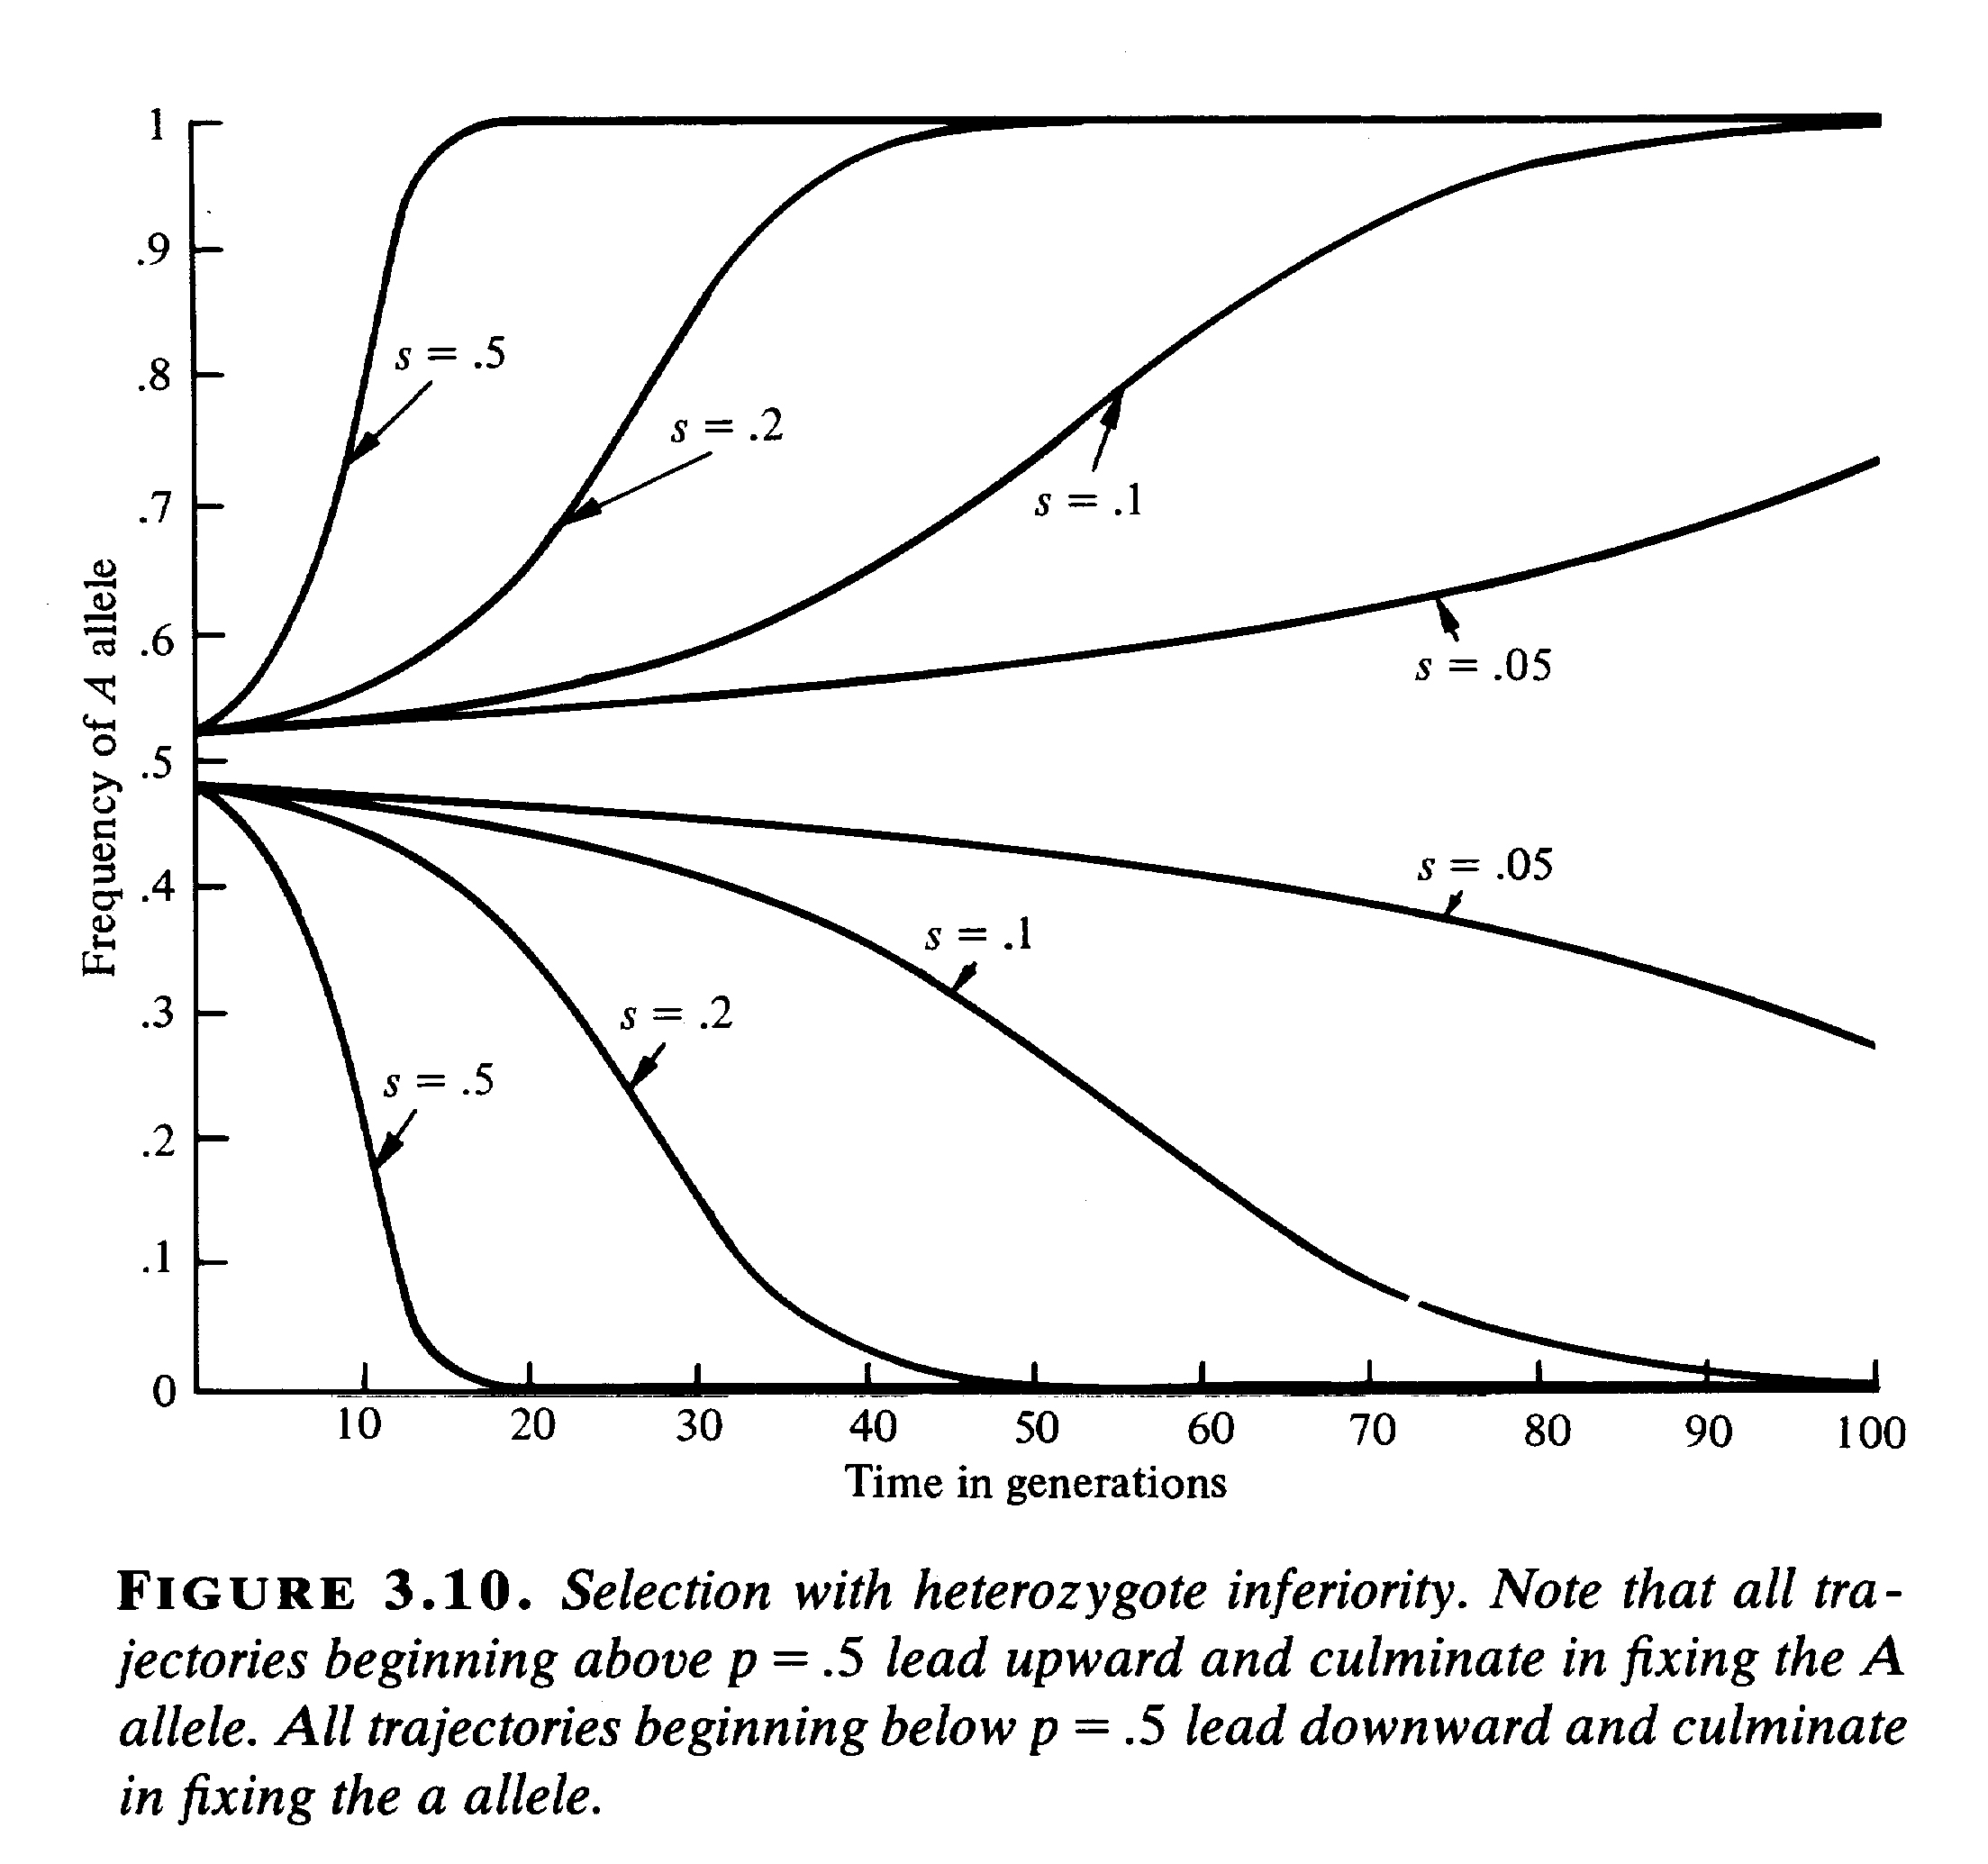 1
.9
.8
.7
.6
.5
.4
.3
.2
.1
0
Frequency of A allele
s = .5
s = .2
s = .1
s = .05
s = .05
s = .1
s = .2
s = .5
10 20 30 40 50 60 70 80 90 100
Time in generations
FIGURE 3.10. Selection with heterozygote inferiority. Note that all tra-
jectories beginning above p = .5 lead upward and culminate in fixing the A
allele. All trajectories beginning below p = .5 lead downward and culminate
in fixing the a allele.